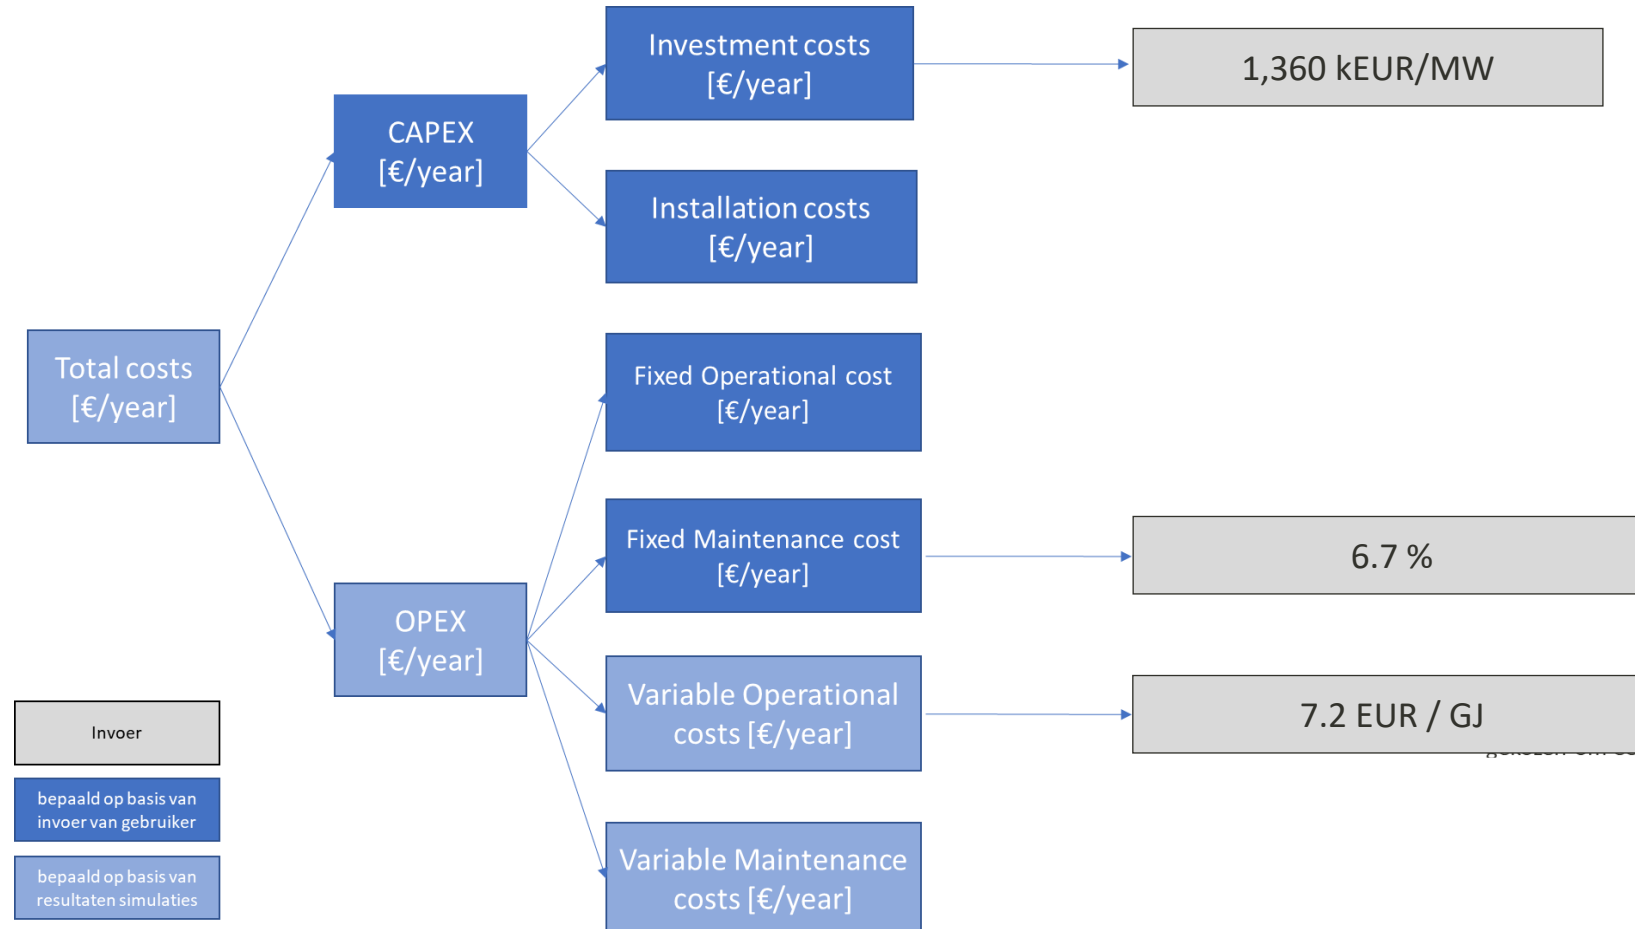 Investment costs
[€/year]
1,360 kEUR/MW
CAPEX
[€/year]
Installation costs
[€/year]
Total costs
[€/year]
Fixed Operational cost
[€/year]
Fixed Maintenance cost
[€/year]
6.7 %
OPEX
[€/year]
Variable Operational
costs [€/year]
7.2 EUR / GJ
Variable Maintenance
costs [€/year]
Invoer
bepaald op basis van
invoer van gebruiker
bepaald op basis van
resultaten simulaties